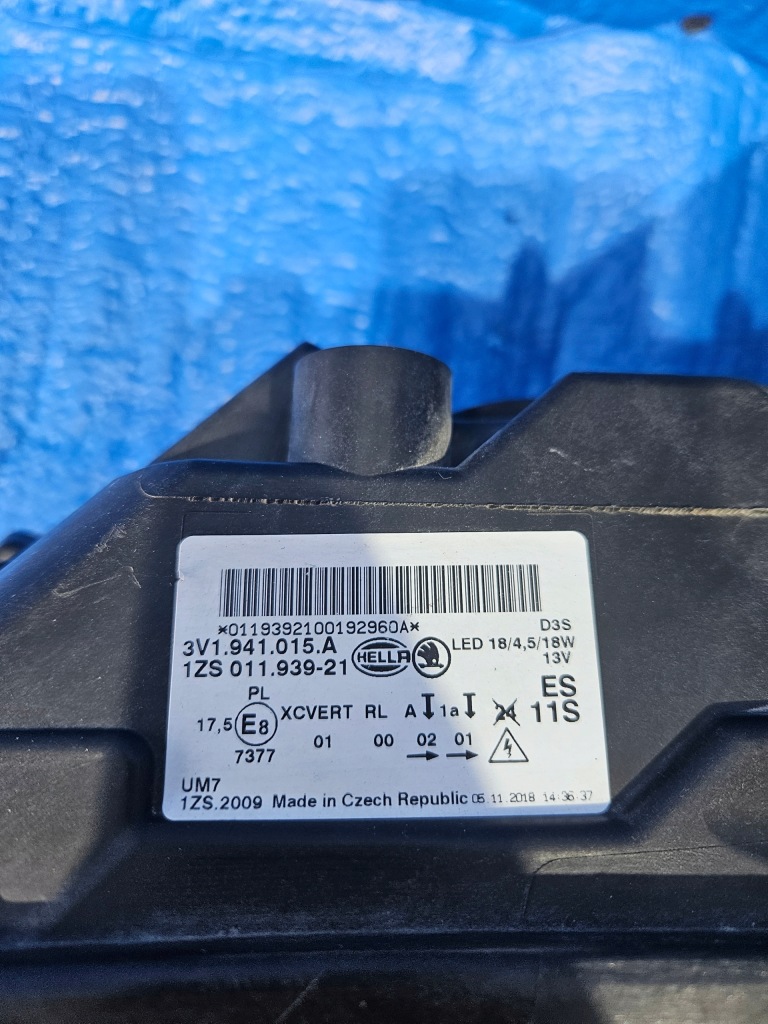 *0119392100192960A*
3V1.941.015.A
1ZS 011.939-21
HELLA
D3S
LED 18/4,5/18W
13V
ES
11S
PL
17,5 E8 XCVERT RL A 1a 24
7377 01 00 02 01
UM7
1ZS.2009 Made in Czech Republic 05.11.2018 14:36:37